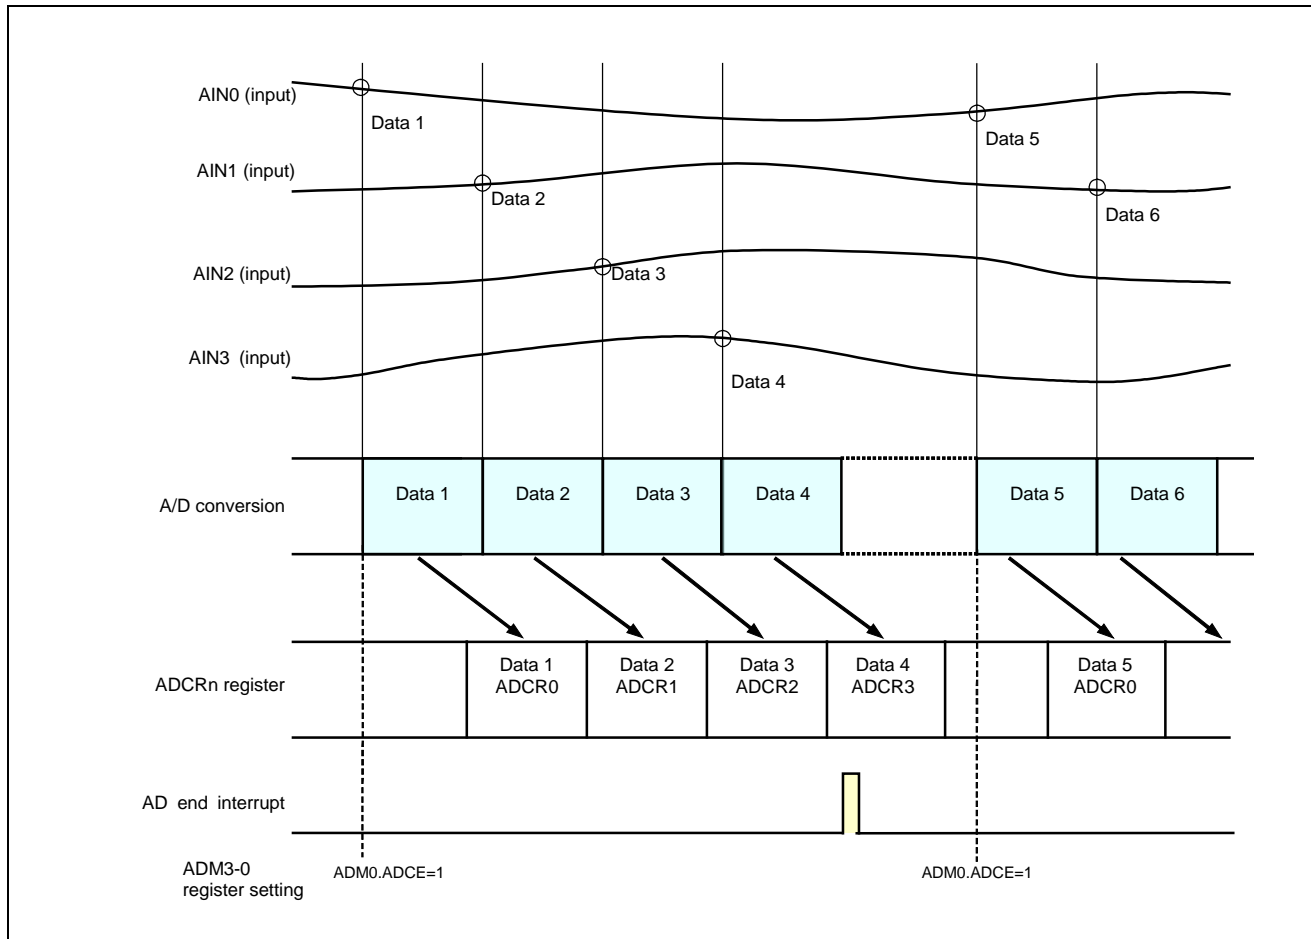 AIN0 (input)
Data 1
Data 5
AIN1 (input)
Data 2
Data 6
AIN2 (input)
Data 3
AIN3 (input)
Data 4
A/D conversion
Data 1
Data 2
Data 3
Data 4
Data 5
Data 6
ADCRn register
Data 1
ADCR0
Data 2
ADCR1
Data 3
ADCR2
Data 4
ADCR3
Data 5
ADCR0
AD end interrupt
ADM3-0
register setting
ADM0.ADCE=1
ADM0.ADCE=1